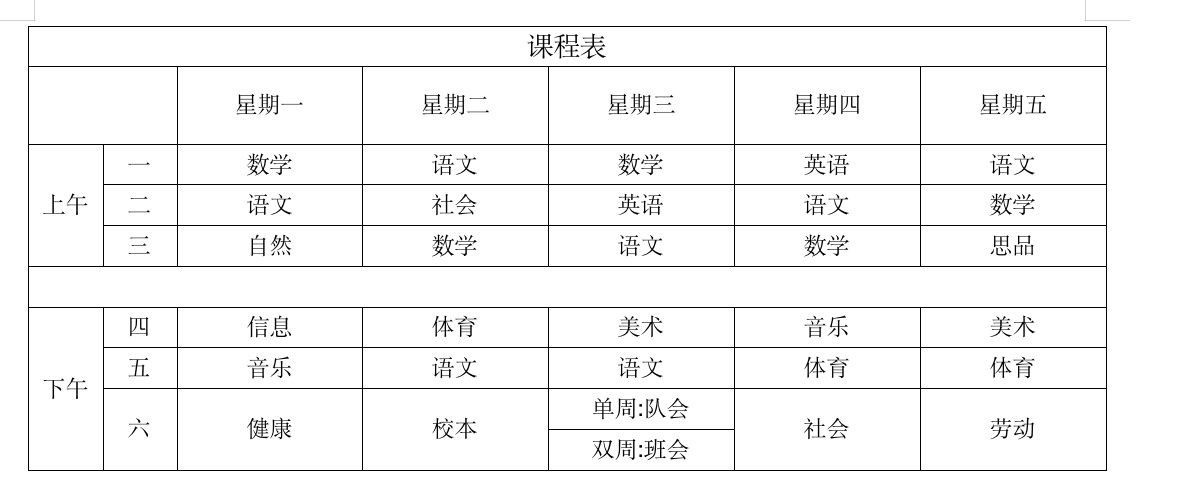 课程表
星期一 星期二 星期三 星期四 星期五
上午 一 数学 语文 数学 英语 语文
二 语文 社会 英语 语文 数学
三 自然 数学 语文 数学 思品
下午 四 信息 体育 美术 音乐 美术
五 音乐 语文 语文 体育 体育
六 健康 校本 单周:队会 社会 劳动
双周:班会